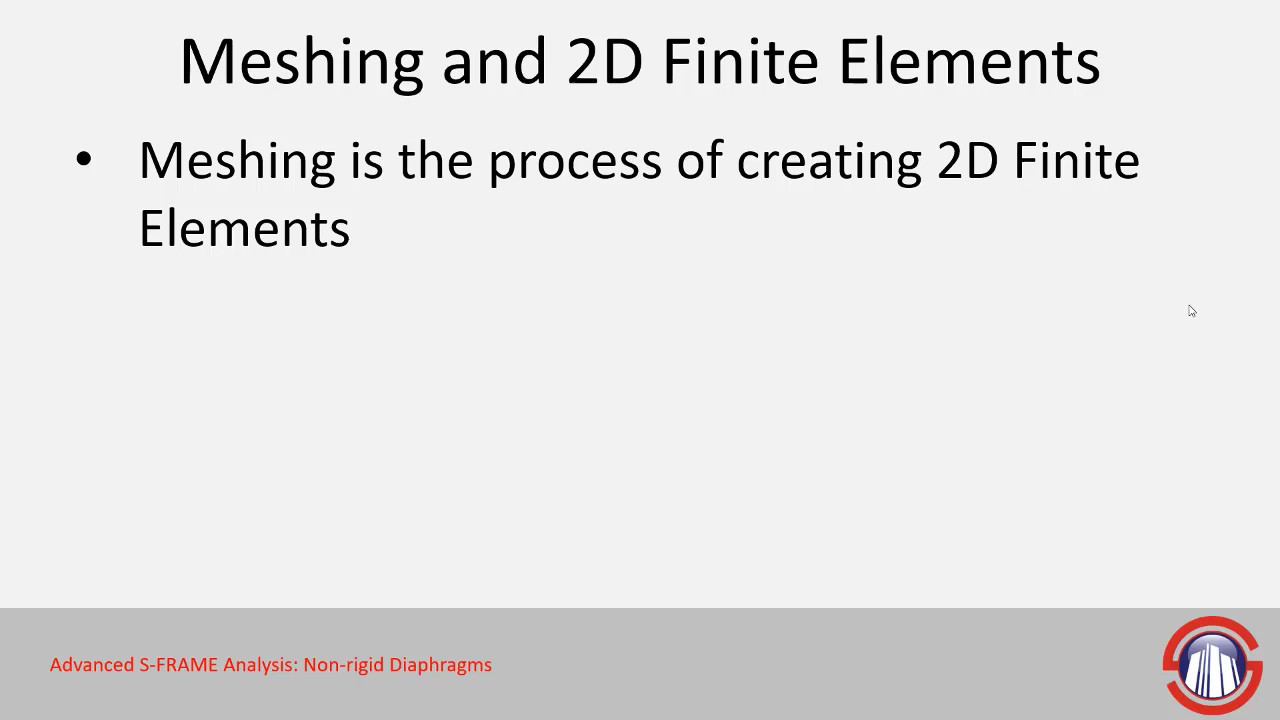 Meshing and 2D Finite Elements
• Meshing is the process of creating 2D Finite
Elements
Advanced S-FRAME Analysis: Non-rigid Diaphragms